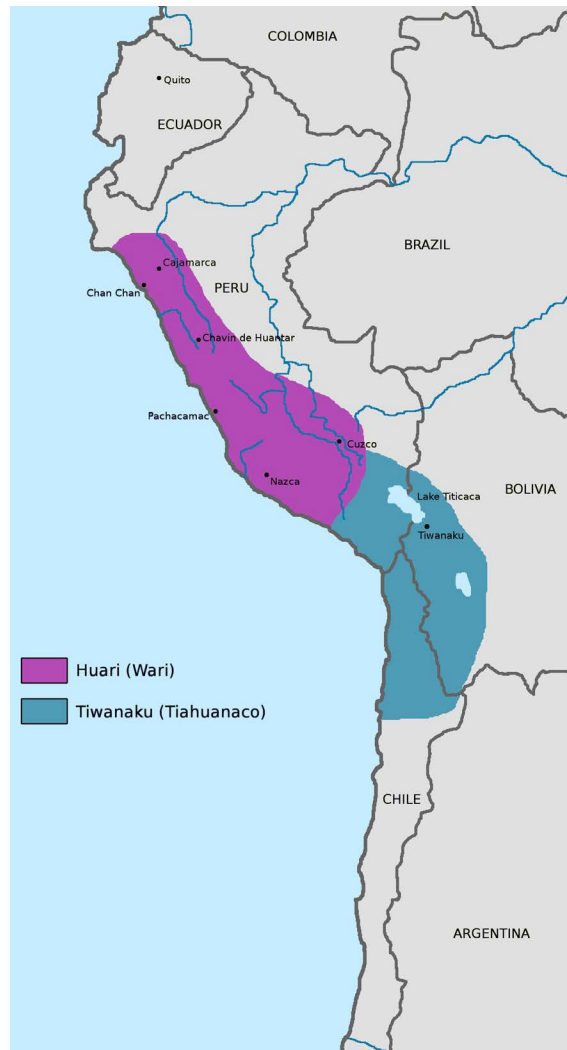 COLOMBIA
Quito
ECUADOR
BRAZIL
Cajamarca
PERU
Chan Chan
Chavin de Huantar
Pachacamac
Cuzco
Nazca
Lake Titicaca
BOLIVIA
Tiwanaku
Huari (Wari)
Tiwanaku (Tiahuanaco)
CHILE
ARGENTINA